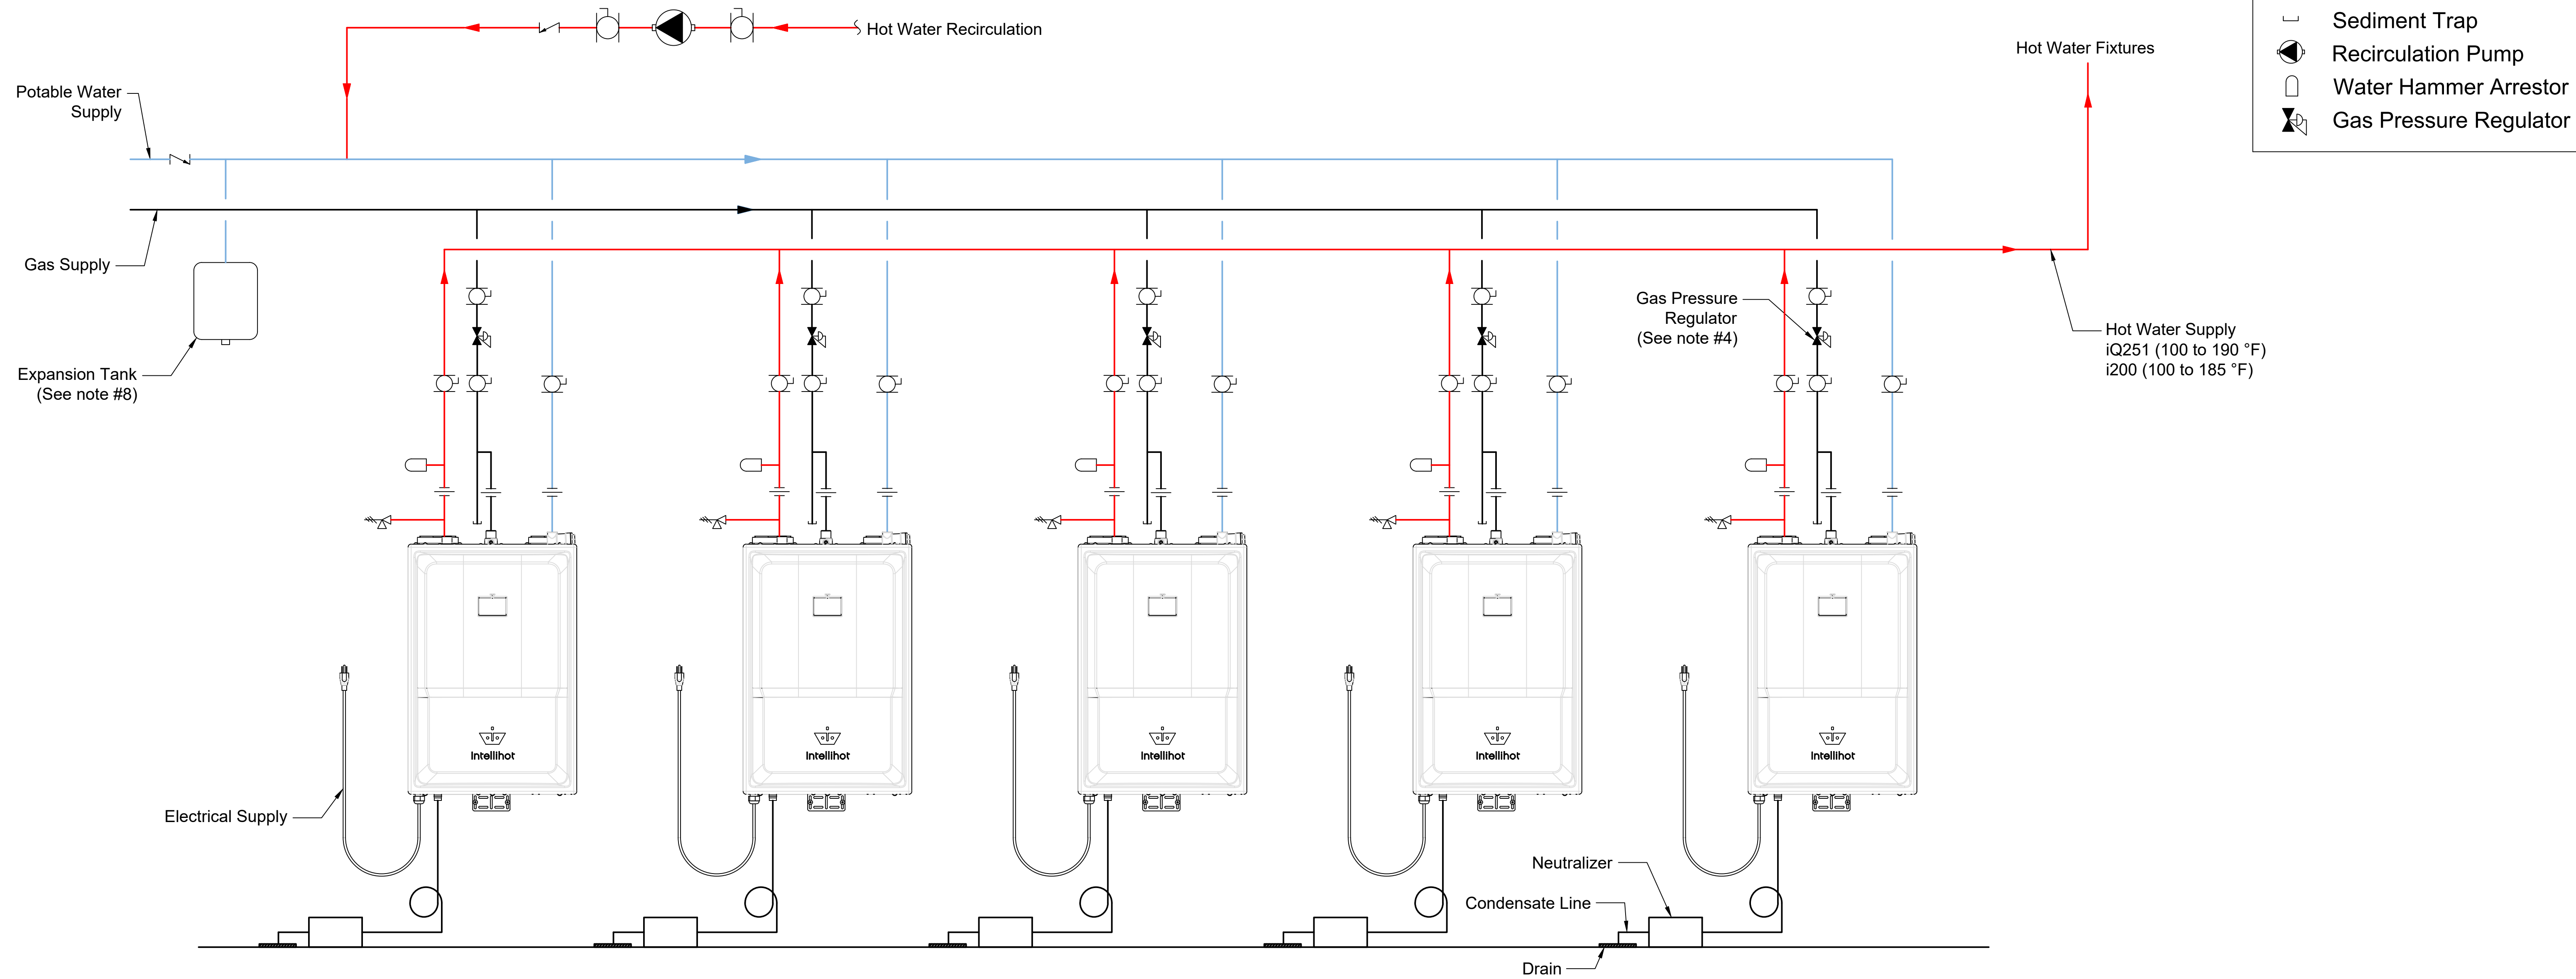 Hot Water Recirculation
Potable Water
Supply
Gas Supply
Expansion Tank
(See note #8)
Sediment Trap
Recirculation Pump
Water Hammer Arrestor
Gas Pressure Regulator
Hot Water Fixtures
Gas Pressure
Regulator
(See note #4)
Hot Water Supply
iQ251 (100 to 190 °F)
i200 (100 to 185 °F)
Intellihot
Intellihot
Intellihot
Intellihot
Intellihot
Electrical Supply
Neutralizer
Condensate Line
Drain